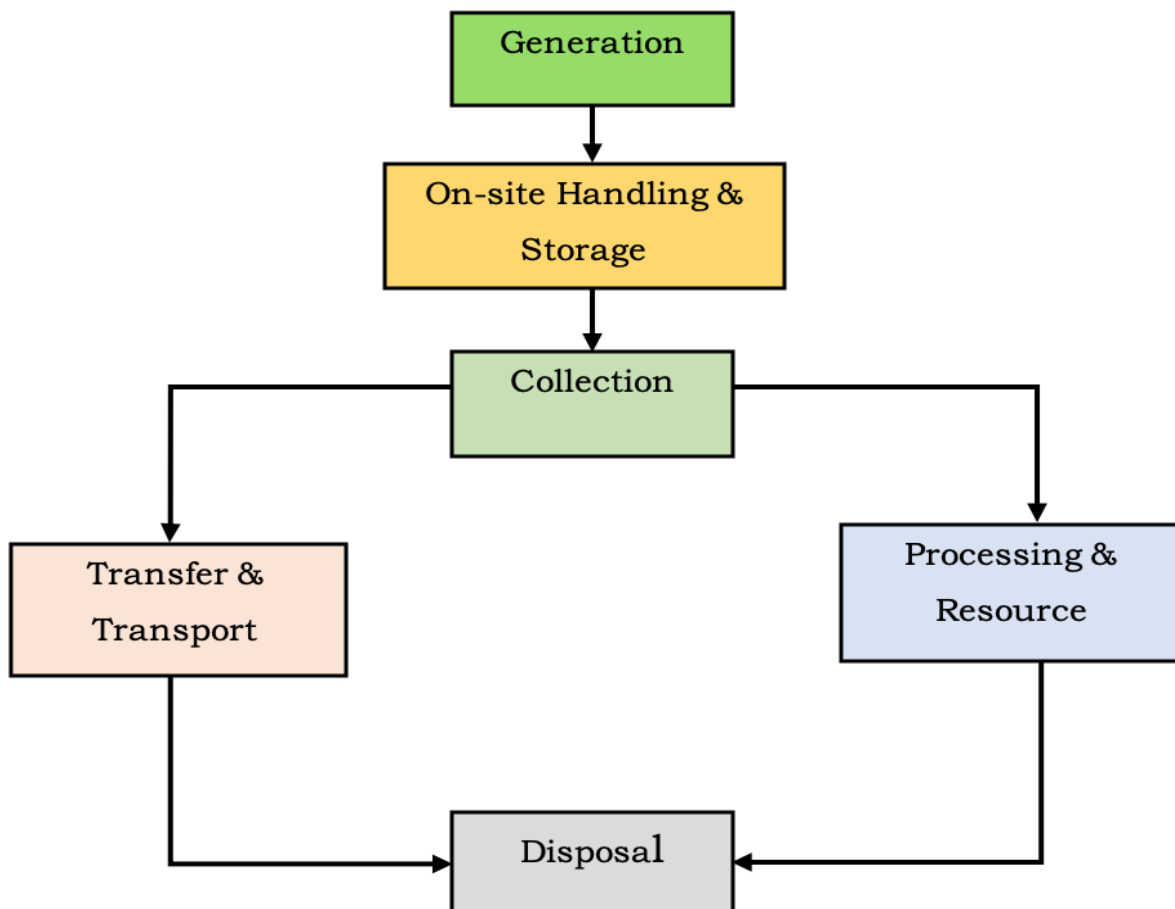 Generation
On-site Handling &
Storage
Collection
Transfer &
Transport
Processing &
Resource
Disposal